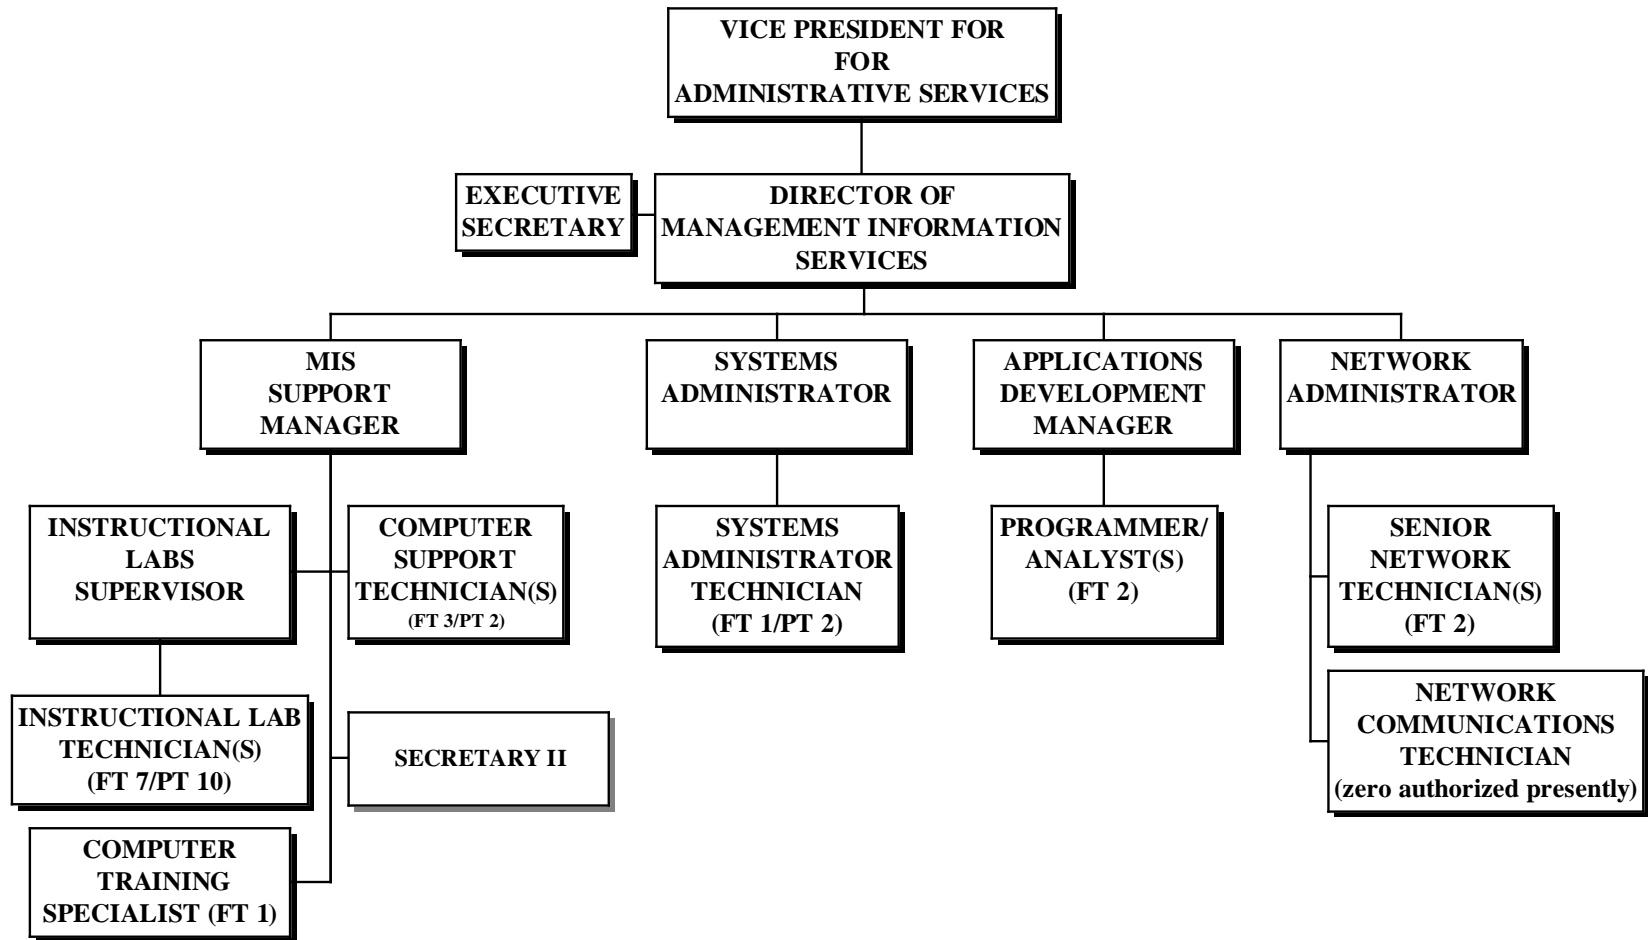 VICE PRESIDENT FOR
FOR
ADMINISTRATIVE SERVICES
EXECUTIVE
SECRETARY
DIRECTOR OF
MANAGEMENT INFORMATION
SERVICES
MIS
SUPPORT
MANAGER
SYSTEMS
ADMINISTRATOR
APPLICATIONS
DEVELOPMENT
MANAGER
NETWORK
ADMINISTRATOR
INSTRUCTIONAL
LABS
SUPERVISOR
COMPUTER
SUPPORT
TECHNICIAN(S)
(FT 3/PT 2)
SYSTEMS
ADMINISTRATOR
TECHNICIAN
(FT 1/PT 2)
PROGRAMMER/
ANALYST(S)
(FT 2)
SENIOR
NETWORK
TECHNICIAN(S)
(FT 2)
INSTRUCTIONAL LAB
TECHNICIAN(S)
(FT 7/PT 10)
SECRETARY II
NETWORK
COMMUNICATIONS
TECHNICIAN
(zero authorized presently)
COMPUTER
TRAINING
SPECIALIST (FT 1)